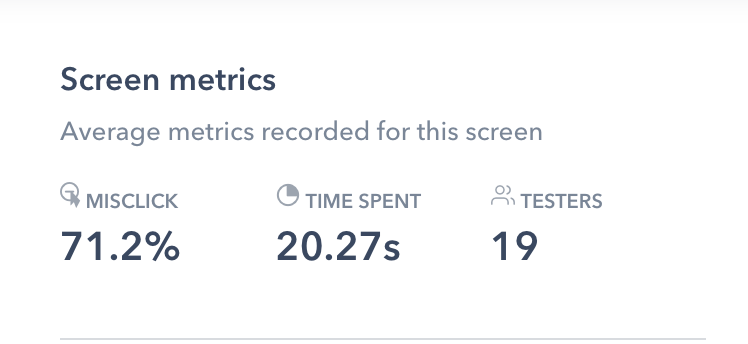 Screen metrics
Average metrics recorded for this screen
MISCLICK TIME SPENT TESTERS
71.2% 20.27s 19